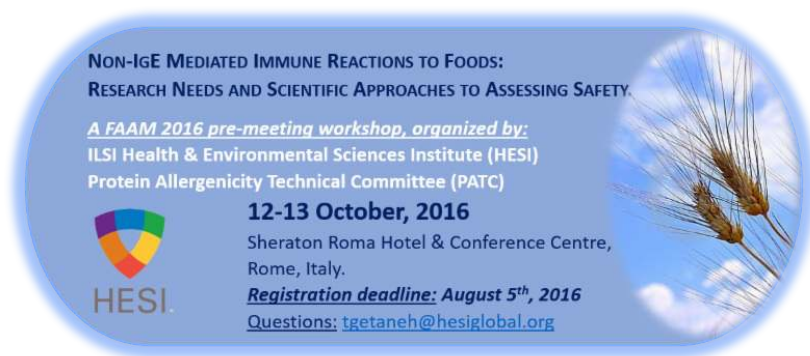 Non-IgE Mediated Immune Reactions to Foods:
Research Needs and Scientific Approaches to Assessing Safety.
A FAAM 2016 pre-meeting workshop, organized by:
ILSI Health & Environmental Sciences Institute (HESI)
Protein Allergenicity Technical Committee (PATC)
12-13 October, 2016
Sheraton Roma Hotel & Conference Centre,
Rome, Italy.
Registration deadline: August 5th, 2016
Questions: tgetaneh@hesiglobal.org
HESI.